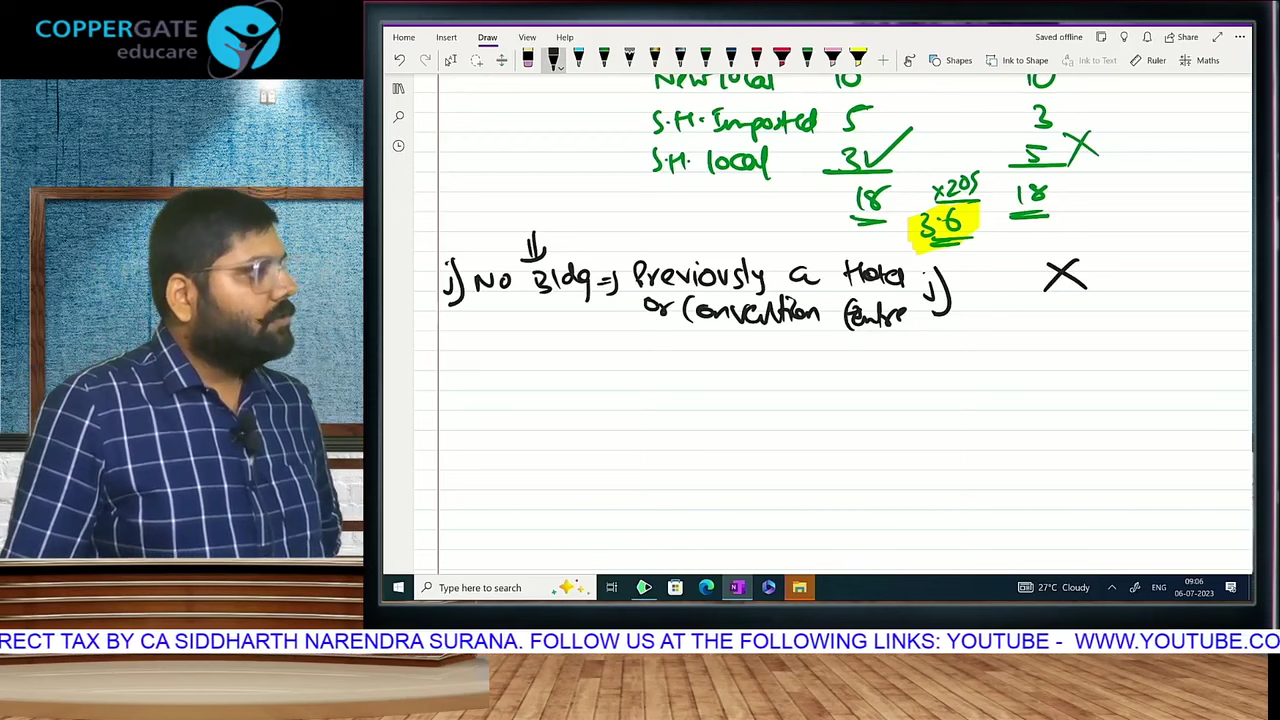 COPPERGATE
educare
Home Insert Draw View Help
Saved offline
Share
Shapes
Ink to Shape
Ink to Text
Ruler
Maths
New local 10 10
S.H. Imported 5 3
S.H. local 3 5
18 ×20% 18
3.6
j) No Bldg => Previously a Hotel j)
or Convention Centre
Type here to search
27°C Cloudy
ENG
09:06
06-07-2023
RECT TAX BY CA SIDDHARTH NARENDRA SURANA. FOLLOW US AT THE FOLLOWING LINKS: YOUTUBE - WWW.YOUTUBE.CO